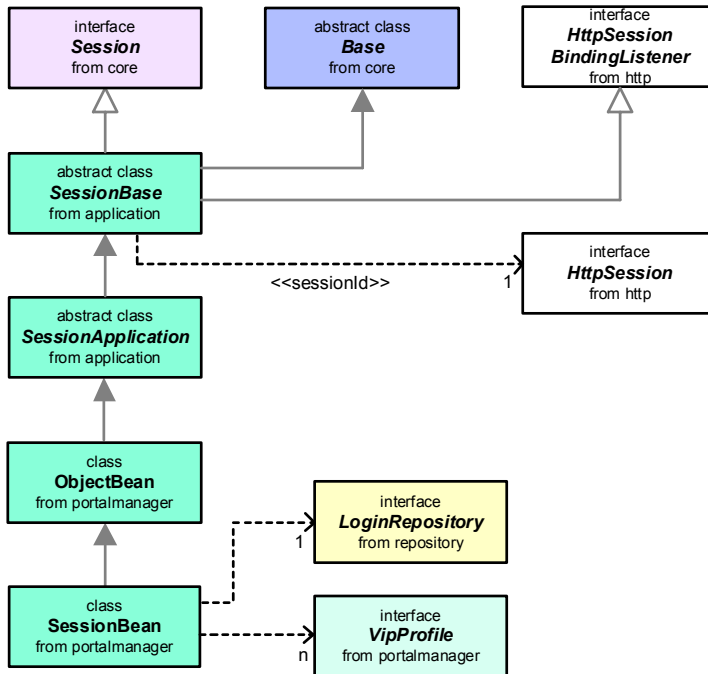 interface
Session
from core
abstract class
Base
from core
interface
HttpSession
BindingListener
from http
abstract class
SessionBase
from application
<<sessionId>>
1
interface
HttpSession
from http
abstract class
SessionApplication
from application
class
ObjectBean
from portalmanager
1
interface
LoginRepository
from repository
class
SessionBean
from portalmanager
n
interface
VipProfile
from portalmanager